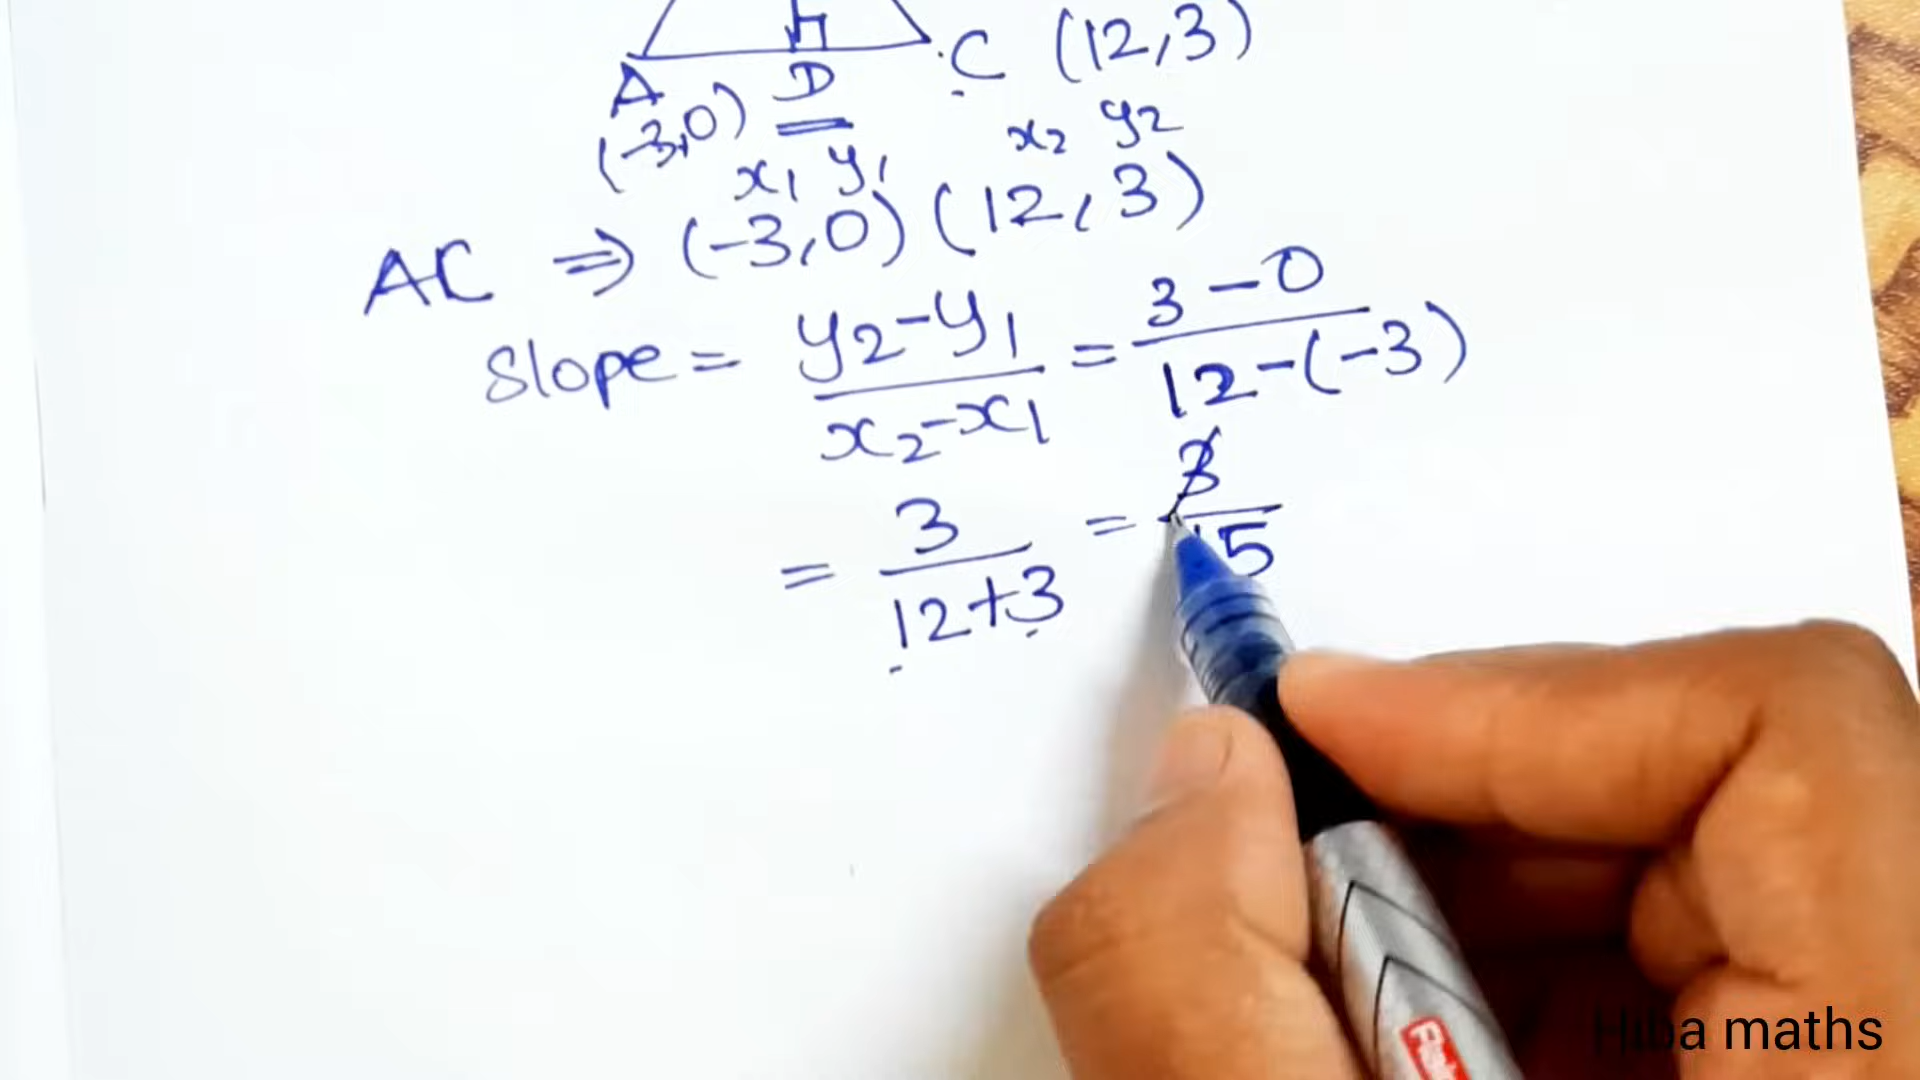 A D C (12,3)
(-3,0)
x1 y1 x2 y2
AC ⇒ (-3,0) (12,3)
Slope = y2-y1 / x2-x1 = 3-0 / 12-(-3)
= 3 / 12+3 = 3 / 15
Hiba maths